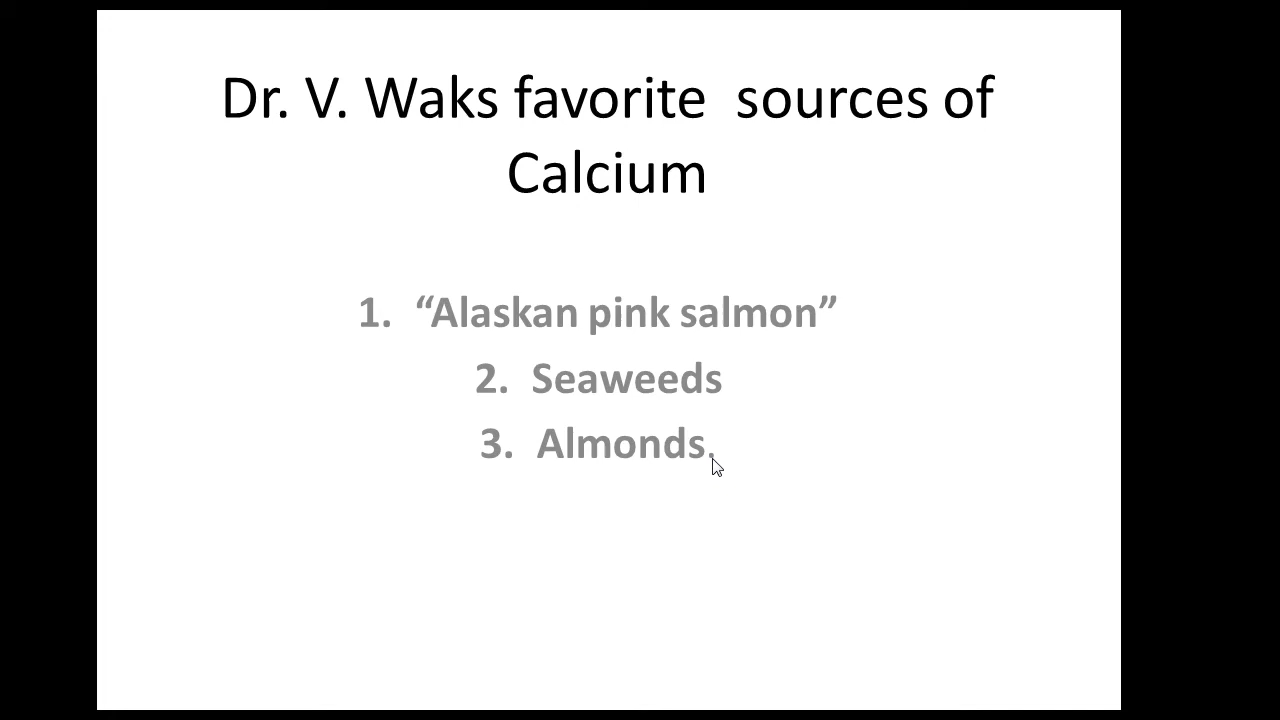 Dr. V. Waks favorite  sources of
Calcium
1. “Alaskan pink salmon”
2. Seaweeds
3. Almonds.